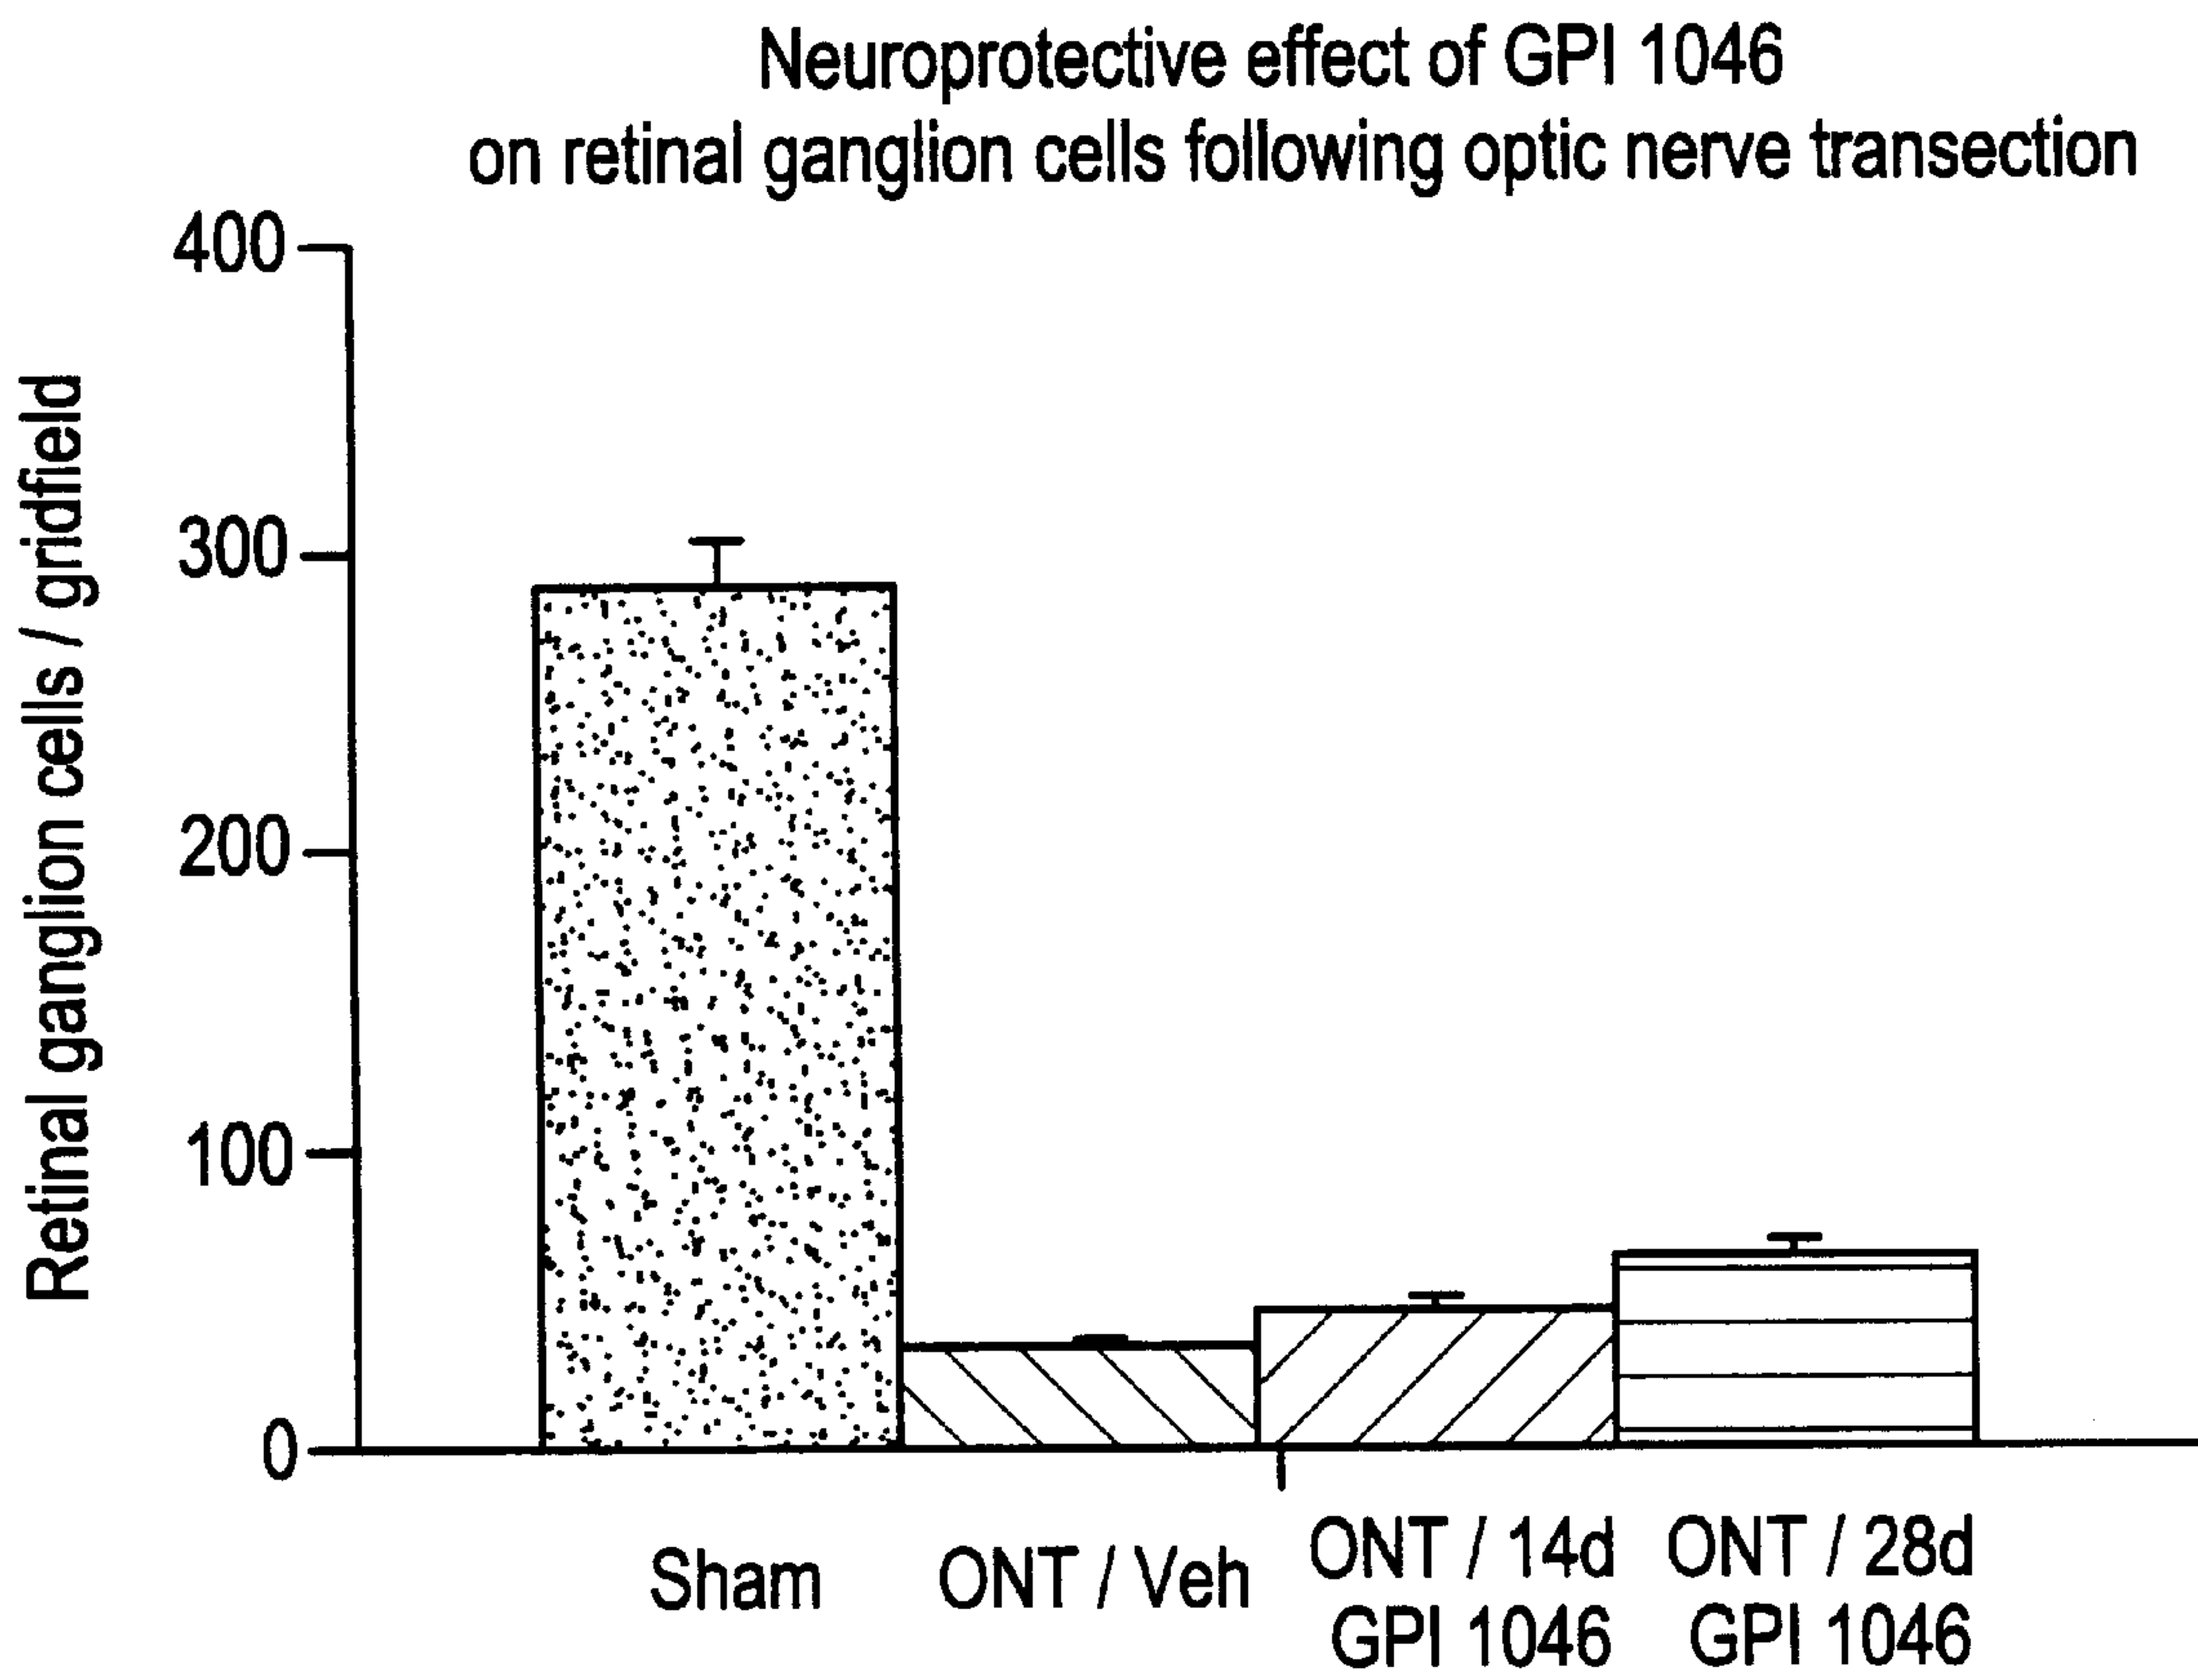 Neuroprotective effect of GPI 1046
on retinal ganglion cells following optic nerve transection
Retinal ganglion cells / gridfield
400
300
200
100
0
Sham
ONT / Veh
ONT / 14d
GPI 1046
ONT / 28d
GPI 1046